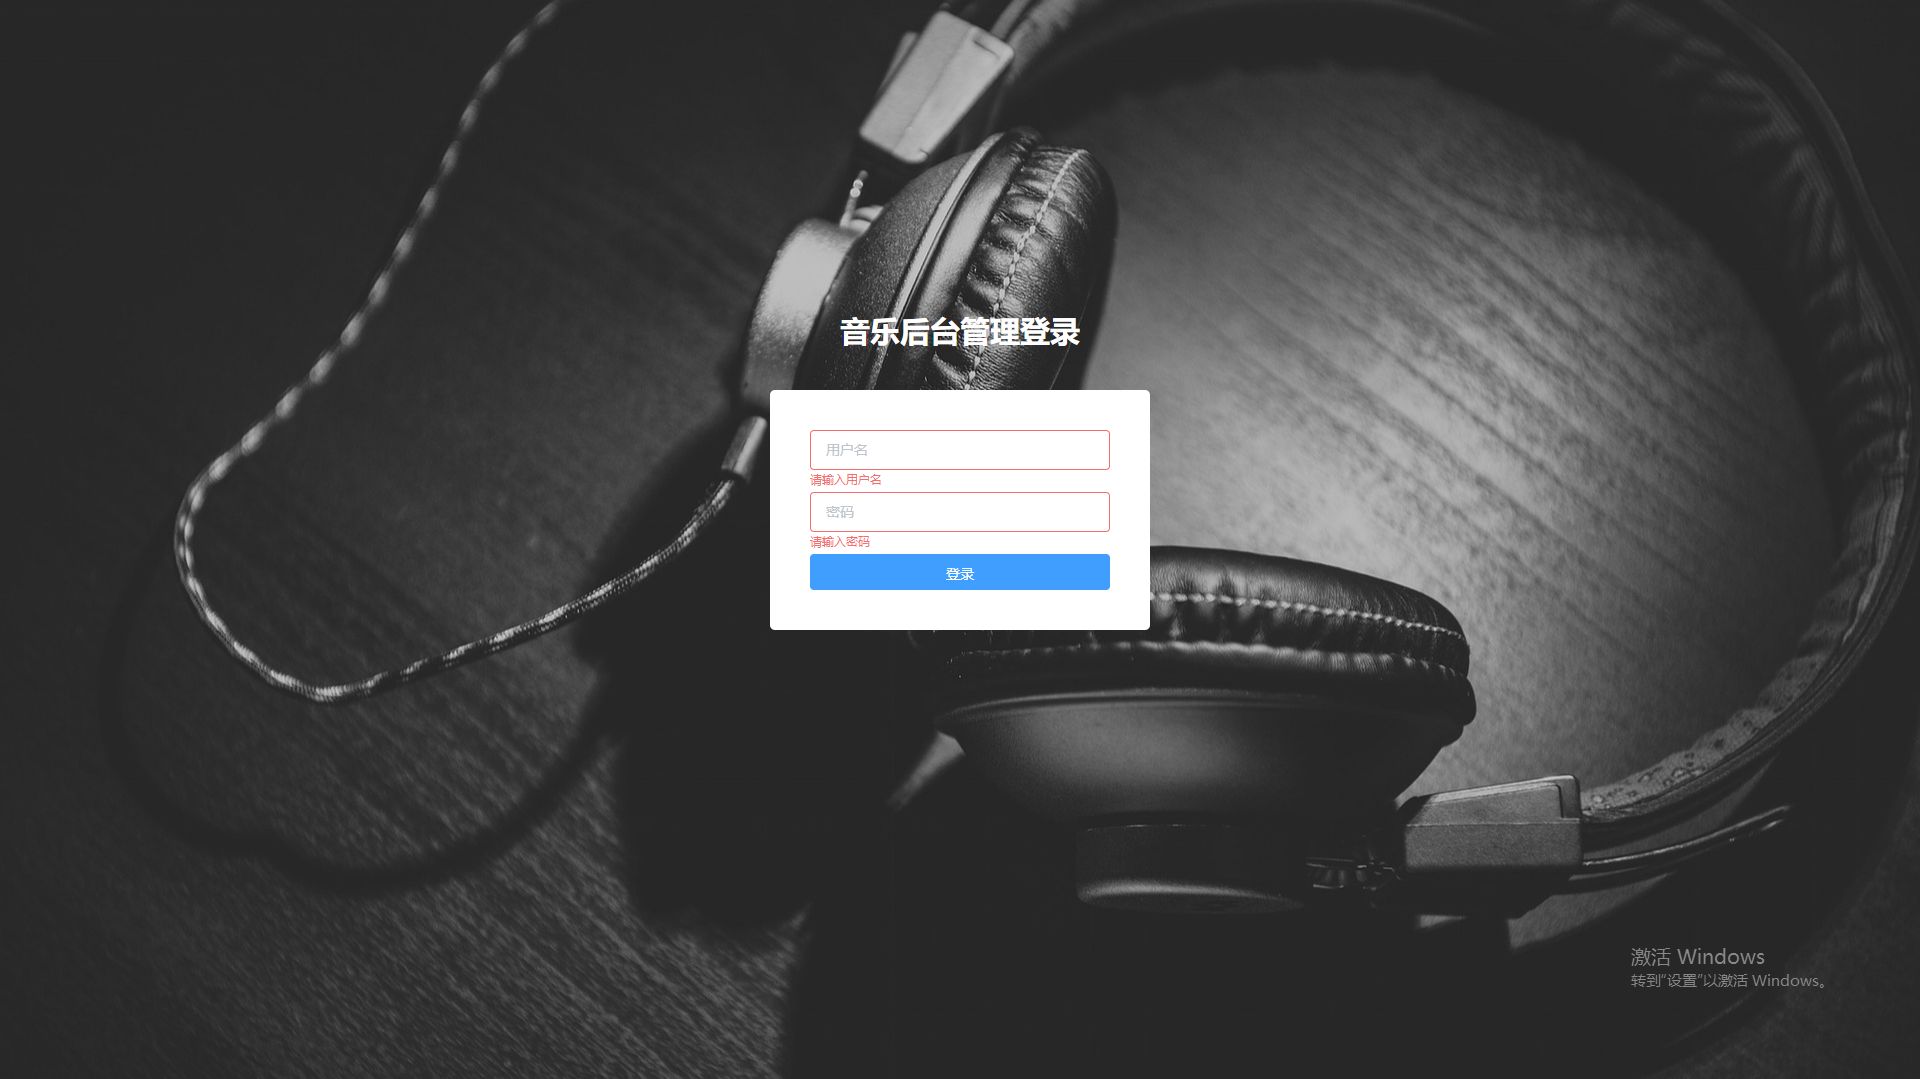 音乐后台管理登录
用户名
请输入用户名
密码
请输入密码
登录
激活 Windows
转到“设置”以激活 Windows。